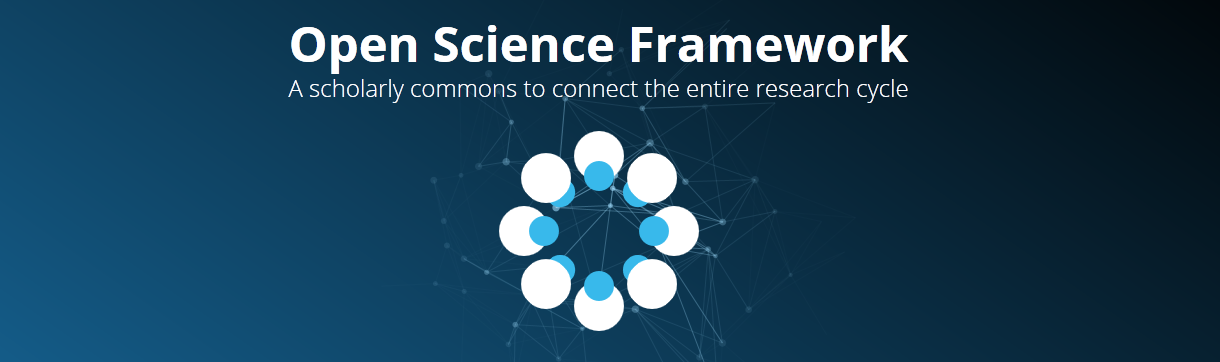 Open Science Framework
A scholarly commons to connect the entire research cycle